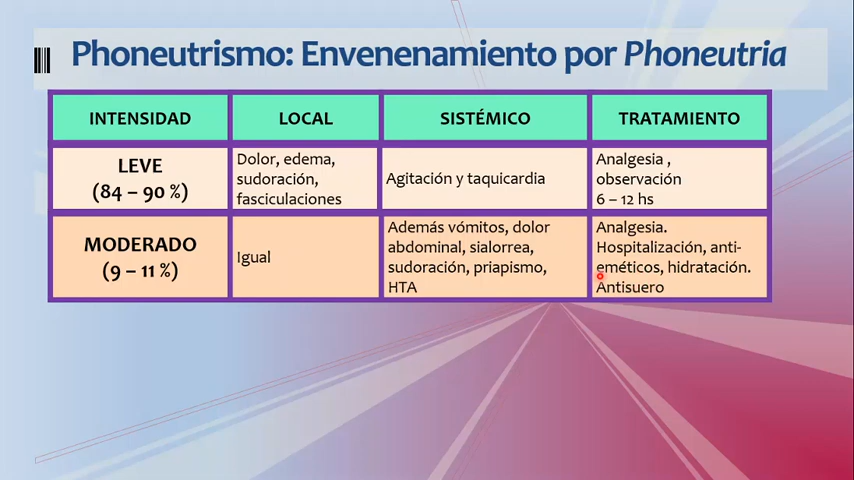 Phoneutrismo: Envenenamiento por Phoneutria
INTENSIDAD
LOCAL
SISTÉMICO
TRATAMIENTO
LEVE
(84 – 90 %)
Dolor, edema,
sudoración,
fasciculaciones
Agitación y taquicardia
Analgesia ,
observación
6 – 12 hs
MODERADO
(9 – 11 %)
Igual
Además vómitos, dolor
abdominal, sialorrea,
sudoración, priapismo,
HTA
Analgesia.
Hospitalización, anti-
eméticos, hidratación.
Antisuero